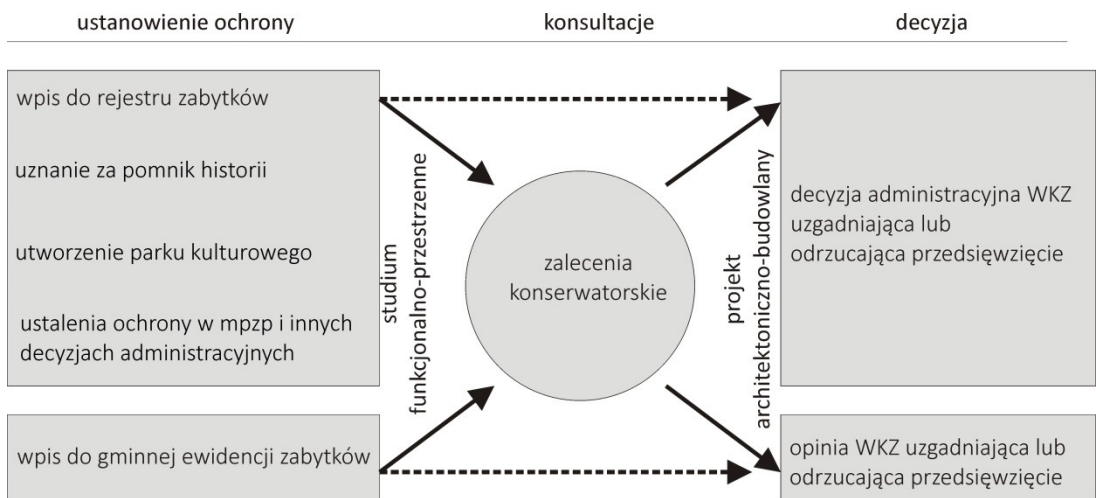 ustanowienie ochrony
konsultacje
decyzja
wpis do rejestru zabytków
uznanie za pomnik historii
utworzenie parku kulturowego
ustalenia ochrony w mpzp i innych
decyzjach administracyjnych
wpis do gminnej ewidencji zabytków
studium
funkcjonalno-przestrzenne
zalecenia
konserwatorskie
projekt
architektoniczno-budowlany
decyzja administracyjna WKZ
uzgadniająca lub
odrzucająca przedsięwzięcie
opinia WKZ uzgadniająca lub
odrzucająca przedsięwzięcie